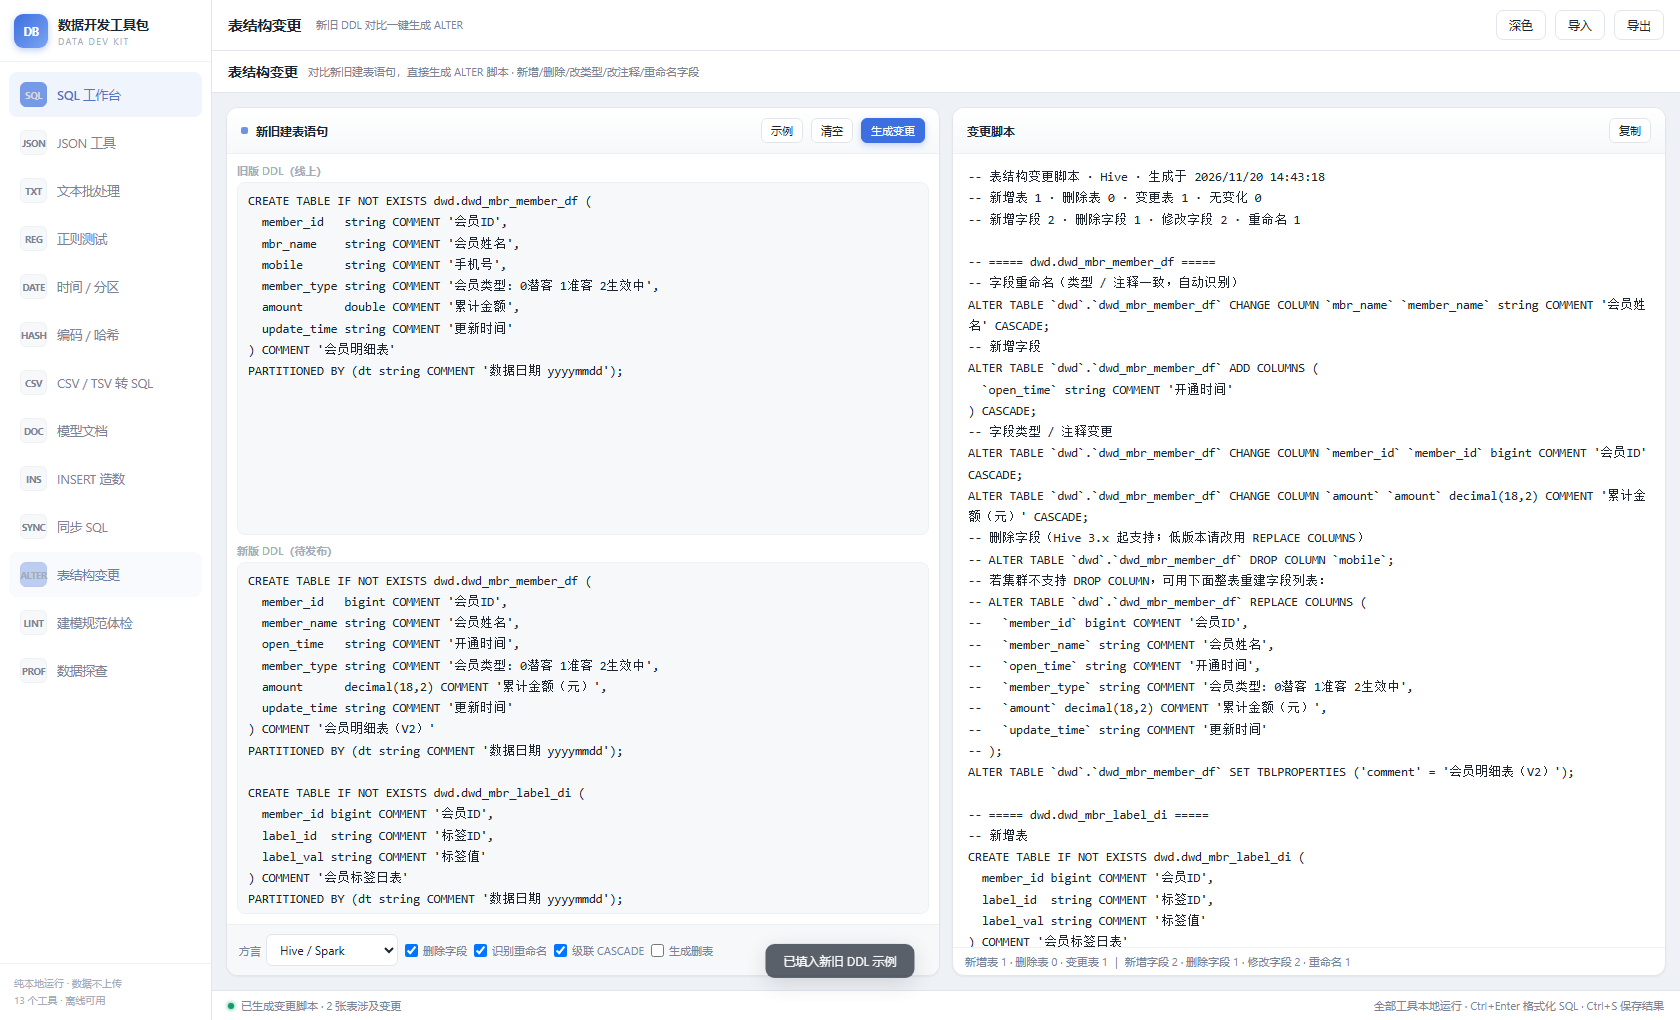 DB
数据开发工具包
DATA DEV KIT
SQL SQL 工作台
JSON JSON 工具
TXT 文本批处理
REG 正则测试
DATE 时间 / 分区
HASH 编码 / 哈希
CSV CSV / TSV 转 SQL
DOC 模型文档
INS INSERT 造数
SYNC 同步 SQL
ALTER 表结构变更
LINT 建模规范体检
PROF 数据探查
纯本地运行 · 数据不上传
13 个工具 · 离线可用
表结构变更 新旧 DDL 对比一键生成 ALTER
深色 导入 导出
表结构变更 对比新旧建表语句，直接生成 ALTER 脚本 · 新增/删除/改类型/改注释/重命名字段
新旧建表语句
示例 清空 生成变更
旧版 DDL（线上）
CREATE TABLE IF NOT EXISTS dwd.dwd_mbr_member_df (
  member_id   string COMMENT '会员ID',
  mbr_name    string COMMENT '会员姓名',
  mobile      string COMMENT '手机号',
  member_type string COMMENT '会员类型：0潜客 1准客 2生效中',
  amount      double COMMENT '累计金额',
  update_time string COMMENT '更新时间'
) COMMENT '会员明细表'
PARTITIONED BY (dt string COMMENT '数据日期 yyyymmdd');
新版 DDL（待发布）
CREATE TABLE IF NOT EXISTS dwd.dwd_mbr_member_df (
  member_id   bigint COMMENT '会员ID',
  member_name string COMMENT '会员姓名',
  open_time   string COMMENT '开通时间',
  member_type string COMMENT '会员类型：0潜客 1准客 2生效中',
  amount      decimal(18,2) COMMENT '累计金额（元）',
  update_time string COMMENT '更新时间'
) COMMENT '会员明细表（V2）'
PARTITIONED BY (dt string COMMENT '数据日期 yyyymmdd');

CREATE TABLE IF NOT EXISTS dwd.dwd_mbr_label_di (
  member_id bigint COMMENT '会员ID',
  label_id  string COMMENT '标签ID',
  label_val string COMMENT '标签值'
) COMMENT '会员标签日表'
PARTITIONED BY (dt string COMMENT '数据日期 yyyymmdd');
方言 Hive / Spark 删除字段 识别重命名 级联 CASCADE 生成删表
已填入新旧 DDL 示例
变更脚本
复制
-- 表结构变更脚本 · Hive · 生成于 2026/11/20 14:43:18
-- 新增表 1 · 删除表 0 · 变更表 1 · 无变化 0
-- 新增字段 2 · 删除字段 1 · 修改字段 2 · 重命名 1

-- ===== dwd.dwd_mbr_member_df =====
-- 字段重命名（类型 / 注释一致，自动识别）
ALTER TABLE `dwd`.`dwd_mbr_member_df` CHANGE COLUMN `mbr_name` `member_name` string COMMENT '会员姓
名' CASCADE;
-- 新增字段
ALTER TABLE `dwd`.`dwd_mbr_member_df` ADD COLUMNS (
  `open_time` string COMMENT '开通时间'
) CASCADE;
-- 字段类型 / 注释变更
ALTER TABLE `dwd`.`dwd_mbr_member_df` CHANGE COLUMN `member_id` `member_id` bigint COMMENT '会员ID'
CASCADE;
ALTER TABLE `dwd`.`dwd_mbr_member_df` CHANGE COLUMN `amount` `amount` decimal(18,2) COMMENT '累计金
额（元）' CASCADE;
-- 删除字段（Hive 3.x 起支持；低版本请改用 REPLACE COLUMNS）
-- ALTER TABLE `dwd`.`dwd_mbr_member_df` DROP COLUMN `mobile`;
-- 若集群不支持 DROP COLUMN，可用下面整表重建字段列表：
-- ALTER TABLE `dwd`.`dwd_mbr_member_df` REPLACE COLUMNS (
--   `member_id` bigint COMMENT '会员ID',
--   `member_name` string COMMENT '会员姓名',
--   `open_time` string COMMENT '开通时间',
--   `member_type` string COMMENT '会员类型：0潜客 1准客 2生效中',
--   `amount` decimal(18,2) COMMENT '累计金额（元）',
--   `update_time` string COMMENT '更新时间'
-- );
ALTER TABLE `dwd`.`dwd_mbr_member_df` SET TBLPROPERTIES ('comment' = '会员明细表（V2）');

-- ===== dwd.dwd_mbr_label_di =====
-- 新增表
CREATE TABLE IF NOT EXISTS dwd.dwd_mbr_label_di (
  member_id bigint COMMENT '会员ID',
  label_id  string COMMENT '标签ID',
  label_val string COMMENT '标签值'
) COMMENT '会员标签日表'
新增表 1 · 删除表 0 · 变更表 1 | 新增字段 2 · 删除字段 1 · 修改字段 2 · 重命名 1
已生成变更脚本 · 2 张表涉及变更
全部工具本地运行 · Ctrl+Enter 格式化 SQL · Ctrl+S 保存结果